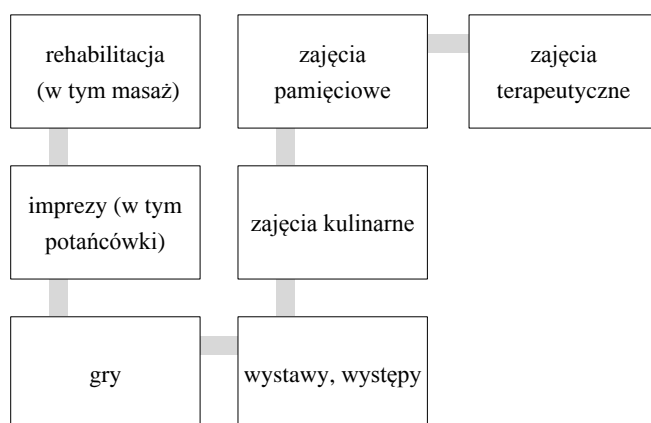 rehabilitacja
(w tym masaż)
imprezy (w tym
potańcówki)
gry
wystawy, występy
zajęcia kulinarne
zajęcia
pamięciowe
zajęcia
terapeutyczne